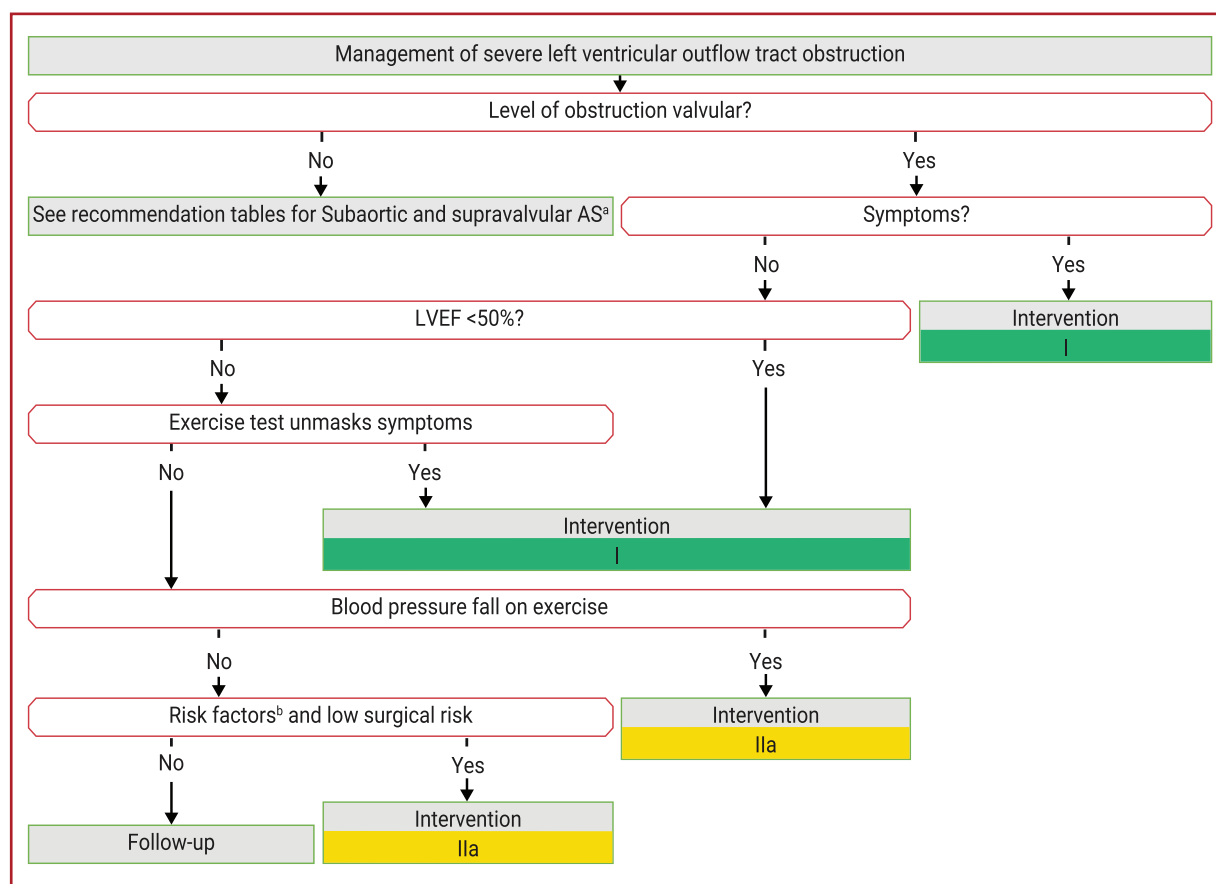 Management of severe left ventricular outflow tract obstruction
Level of obstruction valvular?
No
Yes
See recommendation tables for Subaortic and supravalvular ASᵃ
Symptoms?
No
Yes
LVEF <50%?
Intervention
I
No
Yes
Exercise test unmasks symptoms
No
Yes
Intervention
I
Blood pressure fall on exercise
No
Yes
Risk factorsᵇ and low surgical risk
Intervention
IIa
No
Yes
Intervention
IIa
Follow-up